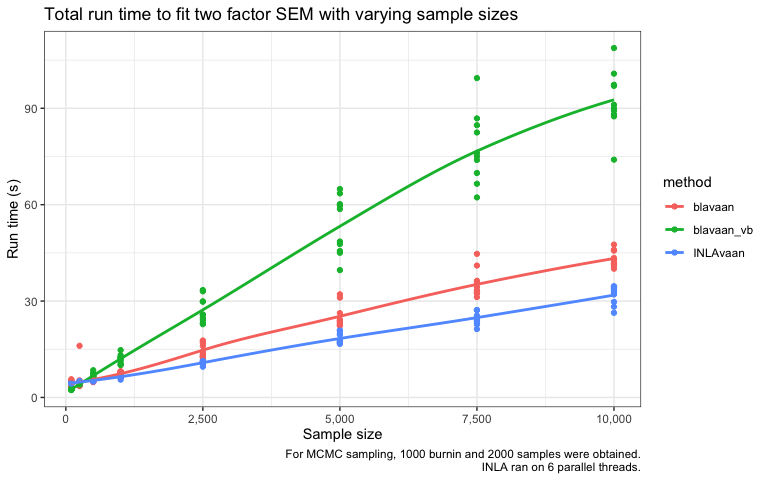 Total run time to fit two factor SEM with varying sample sizes
Run time (s)
90
60
30
0
0
2,500
5,000
7,500
10,000
Sample size
method
blavaan
blavaan_vb
INLAvaan
For MCMC sampling, 1000 burnin and 2000 samples were obtained.
INLA ran on 6 parallel threads.